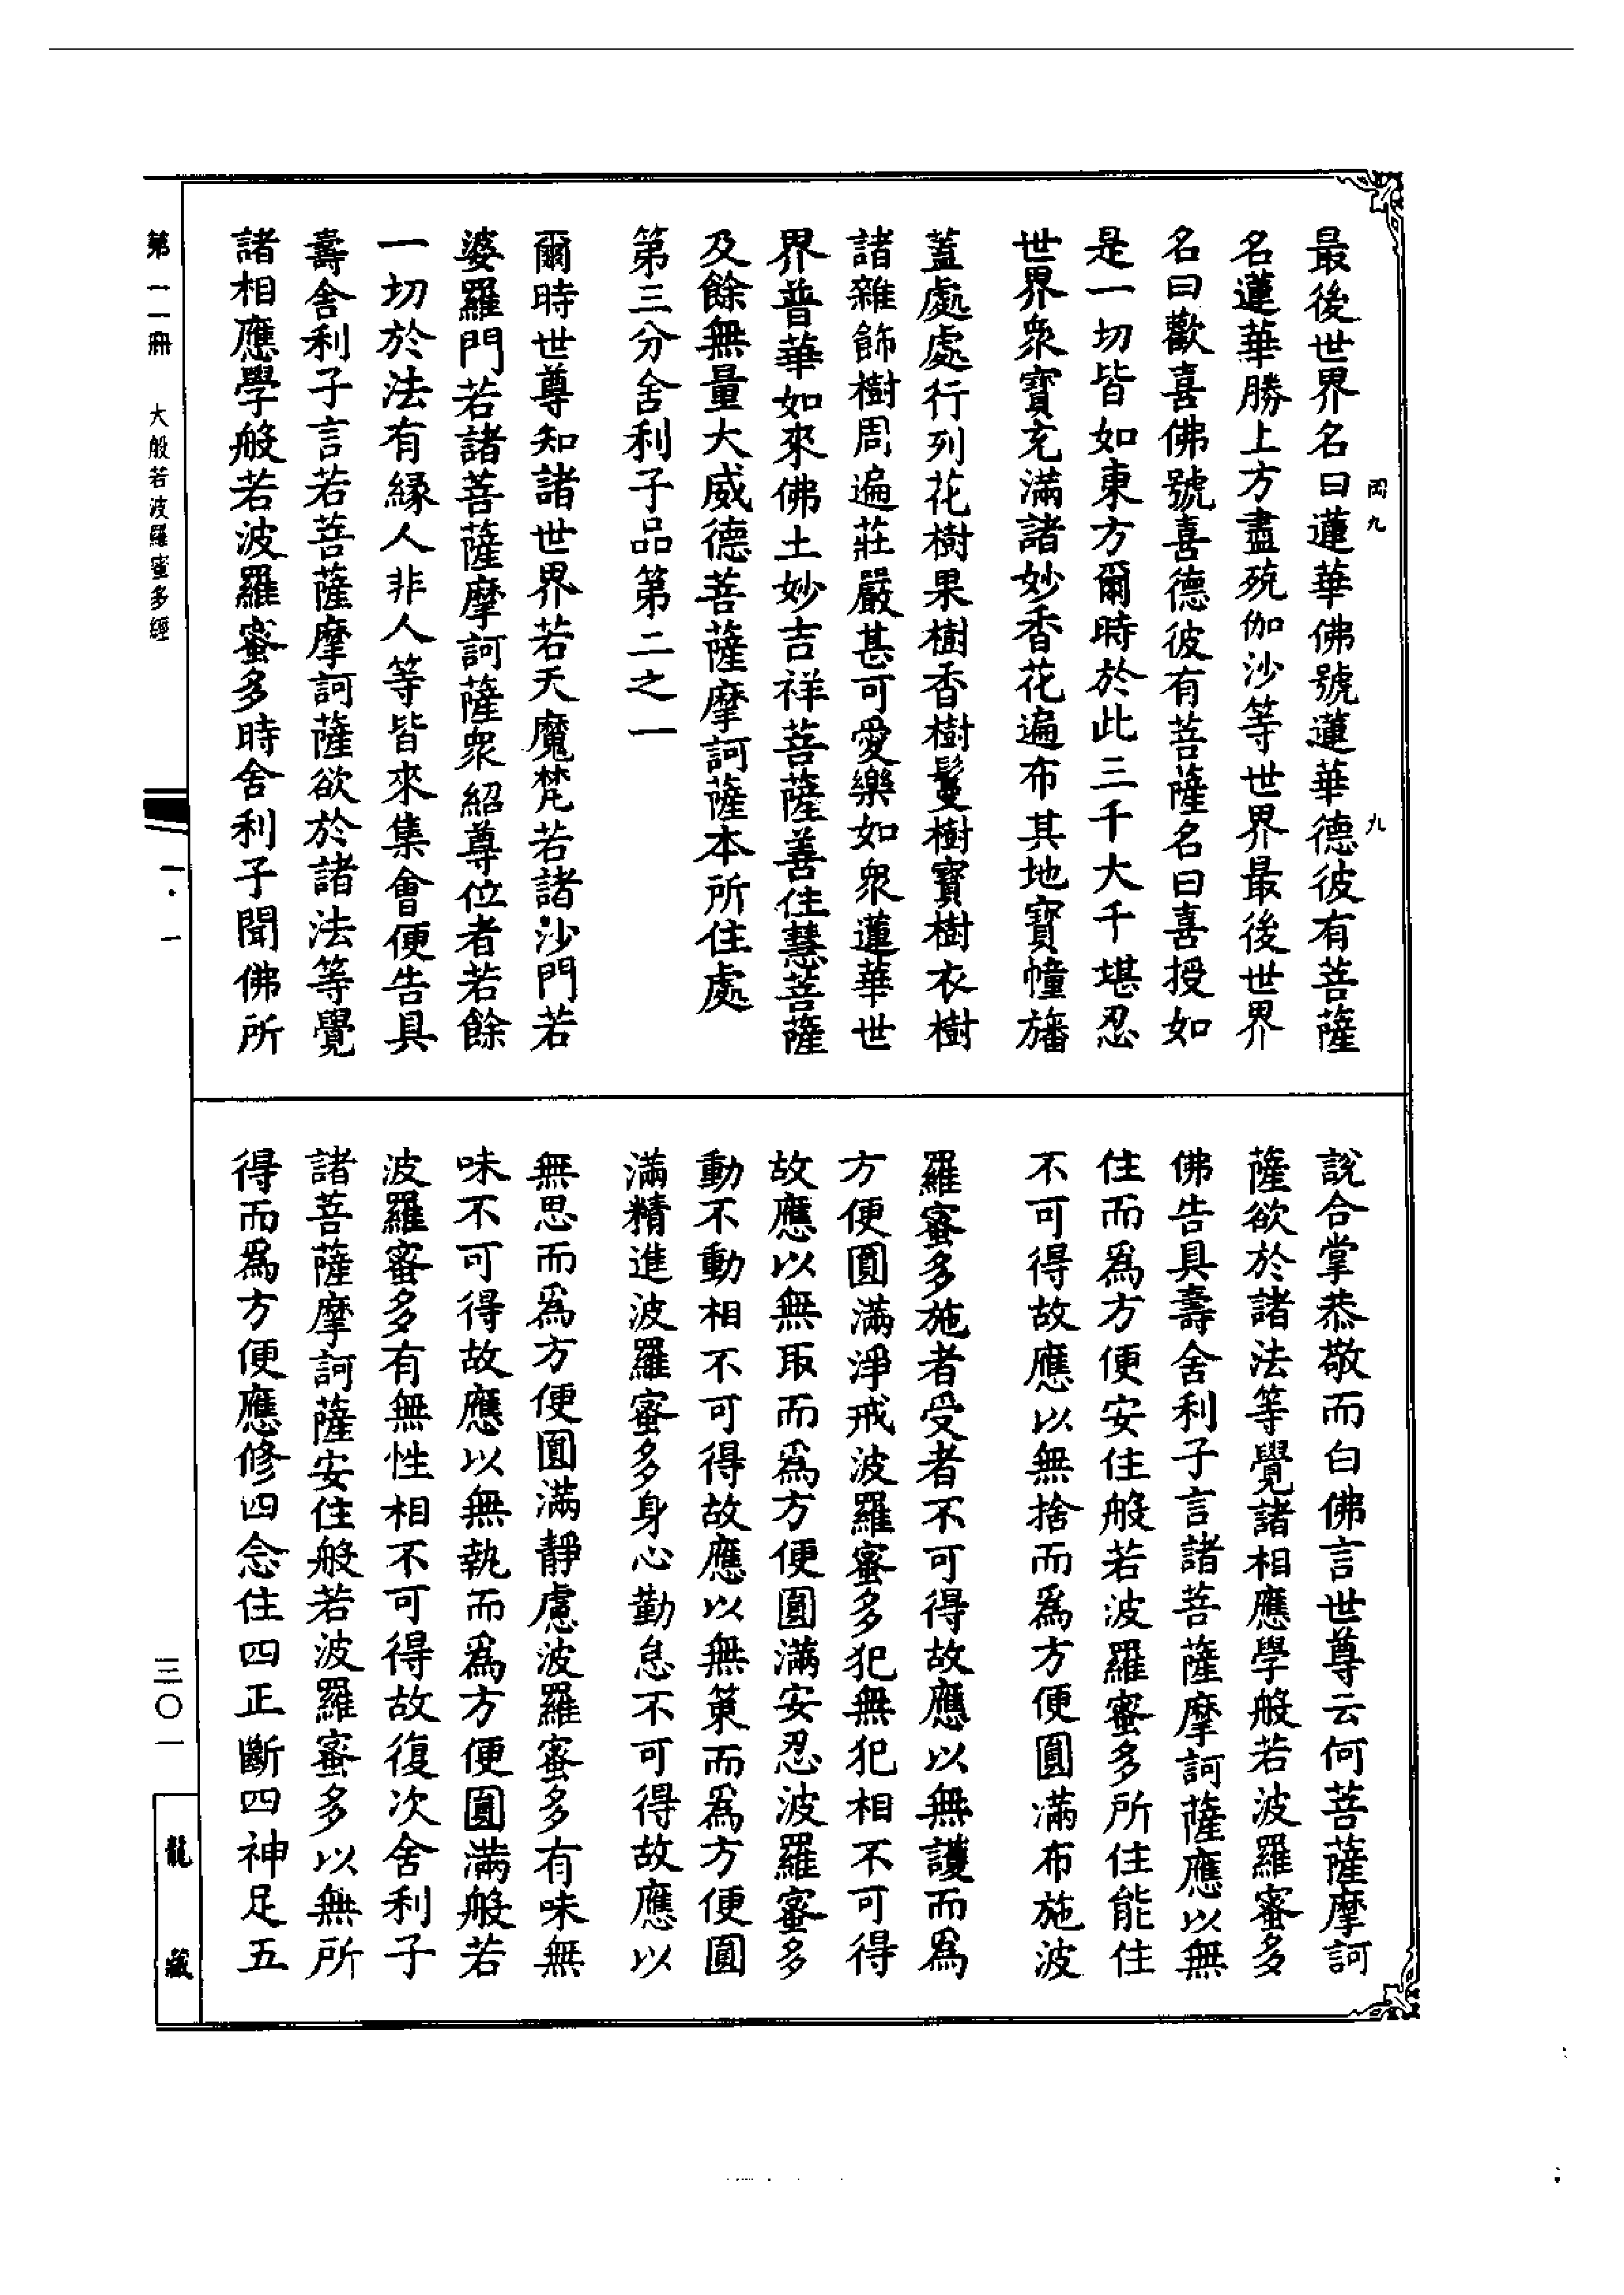 岡九 九
最後世界名曰蓮華佛號蓮華德彼有菩薩
名蓮華勝上方盡殑伽沙等世界最後世界
名曰歡喜佛號喜德彼有菩薩名曰喜授如
是一切皆如東方爾時於此三千大千堪忍
世界衆寶充滿諸妙香花遍布其地寶幢旛
蓋處處行列花樹果樹香樹鬘樹寶樹衣樹
諸雜飾樹周遍莊嚴甚可愛樂如衆蓮華世
界普華如來佛土妙吉祥菩薩善住慧菩薩
及餘無量大威德菩薩摩訶薩本所住處
第三分舍利子品第二之一
爾時世尊知諸世界若天魔梵若諸沙門若
婆羅門若諸菩薩摩訶薩衆紹尊位者若餘
一切於法有縁人非人等皆來集會便告具
壽舍利子言若菩薩摩訶薩欲於諸法等覺
諸相應學般若波羅蜜多時舍利子聞佛所
說合掌恭敬而白佛言世尊云何菩薩摩訶
薩欲於諸法等覺諸相應學般若波羅蜜多
佛告具壽舍利子言諸菩薩摩訶薩應以無
住而爲方便安住般若波羅蜜多所住能住
不可得故應以無捨而爲方便圓滿布施波
羅蜜多施者受者不可得故應以無護而爲
方便圓滿淨戒波羅蜜多犯無犯相不可得
故應以無取而爲方便圓滿安忍波羅蜜多
動不動相不可得故應以無策而爲方便圓
滿精進波羅蜜多身心勤怠不可得故應以
無思而爲方便圓滿靜慮波羅蜜多有味無
味不可得故應以無執而爲方便圓滿般若
波羅蜜多有無性相不可得故復次舍利子
諸菩薩摩訶薩安住般若波羅蜜多以無所
得而爲方便應修四念住四正斷四神足五
第一一冊 大般若波羅蜜多經
一·一
三〇一
龍藏